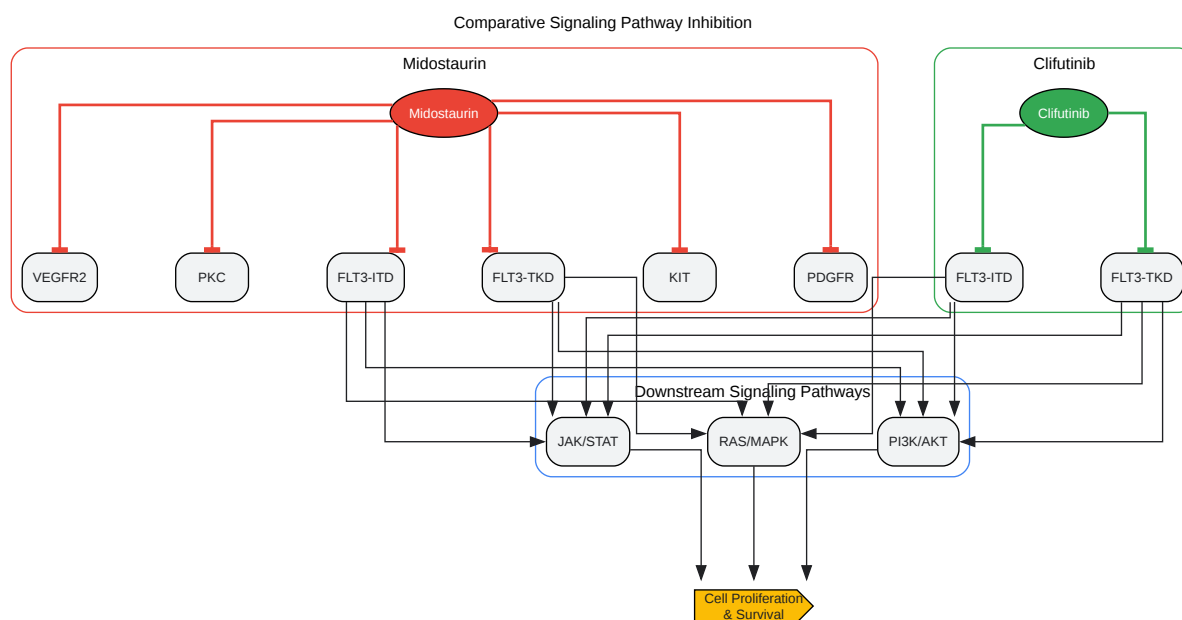 Comparative Signaling Pathway Inhibition
Midostaurin
Clifutinib
Midostaurin
Clifutinib
VEGFR2
PKC
FLT3-ITD
FLT3-TKD
KIT
PDGFR
FLT3-ITD
FLT3-TKD
Downstream Signaling Pathways
JAK/STAT
RAS/MAPK
PI3K/AKT
Cell Proliferation
& Survival